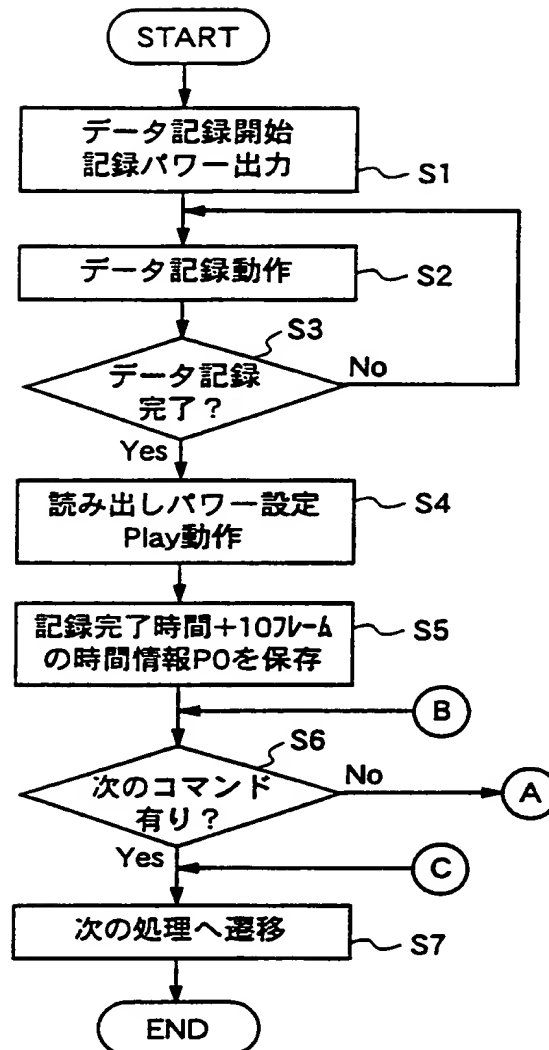 START
データ記録開始
記録パワー出力
S1
データ記録動作
S2
S3
データ記録
完了?
No
Yes
読み出しパワー設定
Play動作
S4
記録完了時間+10フレーム
の時間情報P0を保存
S5
B
S6
次のコマンド
有り?
No
A
Yes
C
次の処理へ遷移
S7
END